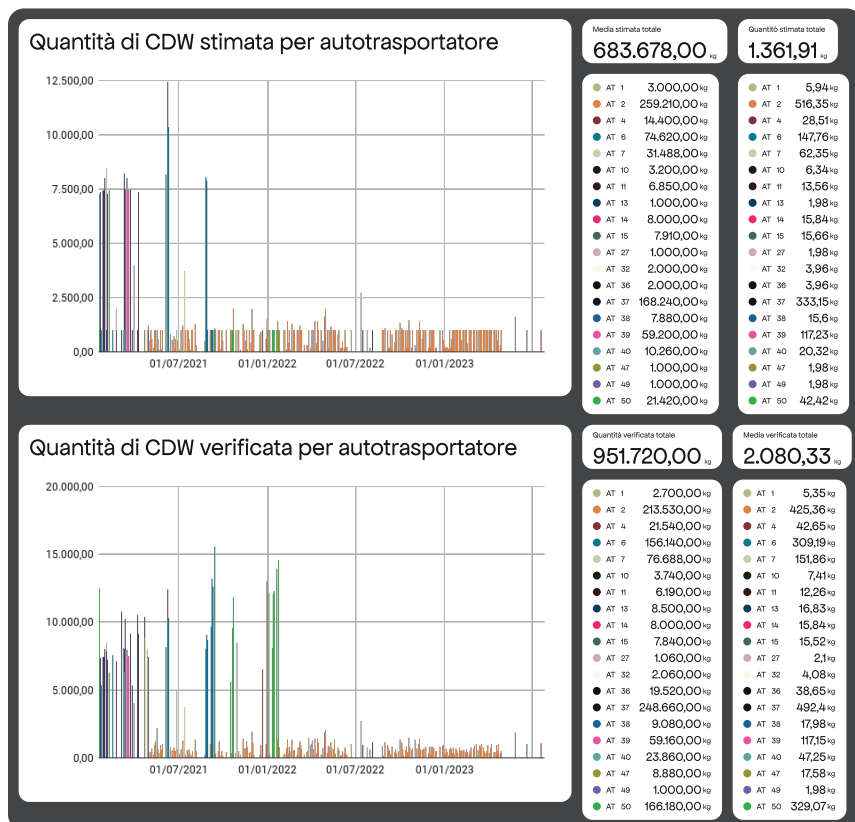 Quantità di CDW stimata per autotrasportatore
12.500,00
10.000,00
7.500,00
5.000,00
2.500,00
0,00
01/07/2021 01/01/2022 01/07/2022 01/01/2023
Media stimata totale
683.678,00 kg
AT 1 3.000,00 kg
AT 2 259.210,00 kg
AT 4 14.400,00 kg
AT 6 74.620,00 kg
AT 7 31.488,00 kg
AT 10 3.200,00 kg
AT 11 6.850,00 kg
AT 13 1.000,00 kg
AT 14 8.000,00 kg
AT 15 7.910,00 kg
AT 27 1.000,00 kg
AT 32 2.000,00 kg
AT 36 2.000,00 kg
AT 37 168.240,00 kg
AT 38 7.880,00 kg
AT 39 59.200,00 kg
AT 40 10.260,00 kg
AT 47 1.000,00 kg
AT 49 1.000,00 kg
AT 50 21.420,00 kg
Quantitò stimata totale
1.361,91 kg
AT 1 5,94 kg
AT 2 516,35 kg
AT 4 28,51 kg
AT 6 147,76 kg
AT 7 62,35 kg
AT 10 6,34 kg
AT 11 13,56 kg
AT 13 1,98 kg
AT 14 15,84 kg
AT 15 15,66 kg
AT 27 1,98 kg
AT 32 3,96 kg
AT 36 3,96 kg
AT 37 333,15 kg
AT 38 15,6 kg
AT 39 117,23 kg
AT 40 20,32 kg
AT 47 1,98 kg
AT 49 1,98 kg
AT 50 42,42 kg
Quantità di CDW verificata per autotrasportatore
20.000,00
15.000,00
10.000,00
5.000,00
0,00
01/07/2021 01/01/2022 01/07/2022 01/01/2023
Quantità verificata totale
951.720,00 kg
AT 1 2.700,00 kg
AT 2 213.530,00 kg
AT 4 21.540,00 kg
AT 6 156.140,00 kg
AT 7 76.688,00 kg
AT 10 3.740,00 kg
AT 11 6.190,00 kg
AT 13 8.500,00 kg
AT 14 8.000,00 kg
AT 15 7.840,00 kg
AT 27 1.060,00 kg
AT 32 2.060,00 kg
AT 36 19.520,00 kg
AT 37 248.660,00 kg
AT 38 9.080,00 kg
AT 39 59.160,00 kg
AT 40 23.860,00 kg
AT 47 8.880,00 kg
AT 49 1.000,00 kg
AT 50 166.180,00 kg
Media verificata totale
2.080,33 kg
AT 1 5,35 kg
AT 2 425,36 kg
AT 4 42,65 kg
AT 6 309,19 kg
AT 7 151,86 kg
AT 10 7,41 kg
AT 11 12,26 kg
AT 13 16,83 kg
AT 14 15,84 kg
AT 15 15,52 kg
AT 27 2,1 kg
AT 32 4,08 kg
AT 36 38,65 kg
AT 37 492,4 kg
AT 38 17,98 kg
AT 39 117,15 kg
AT 40 47,25 kg
AT 47 17,58 kg
AT 49 1,98 kg
AT 50 329,07 kg